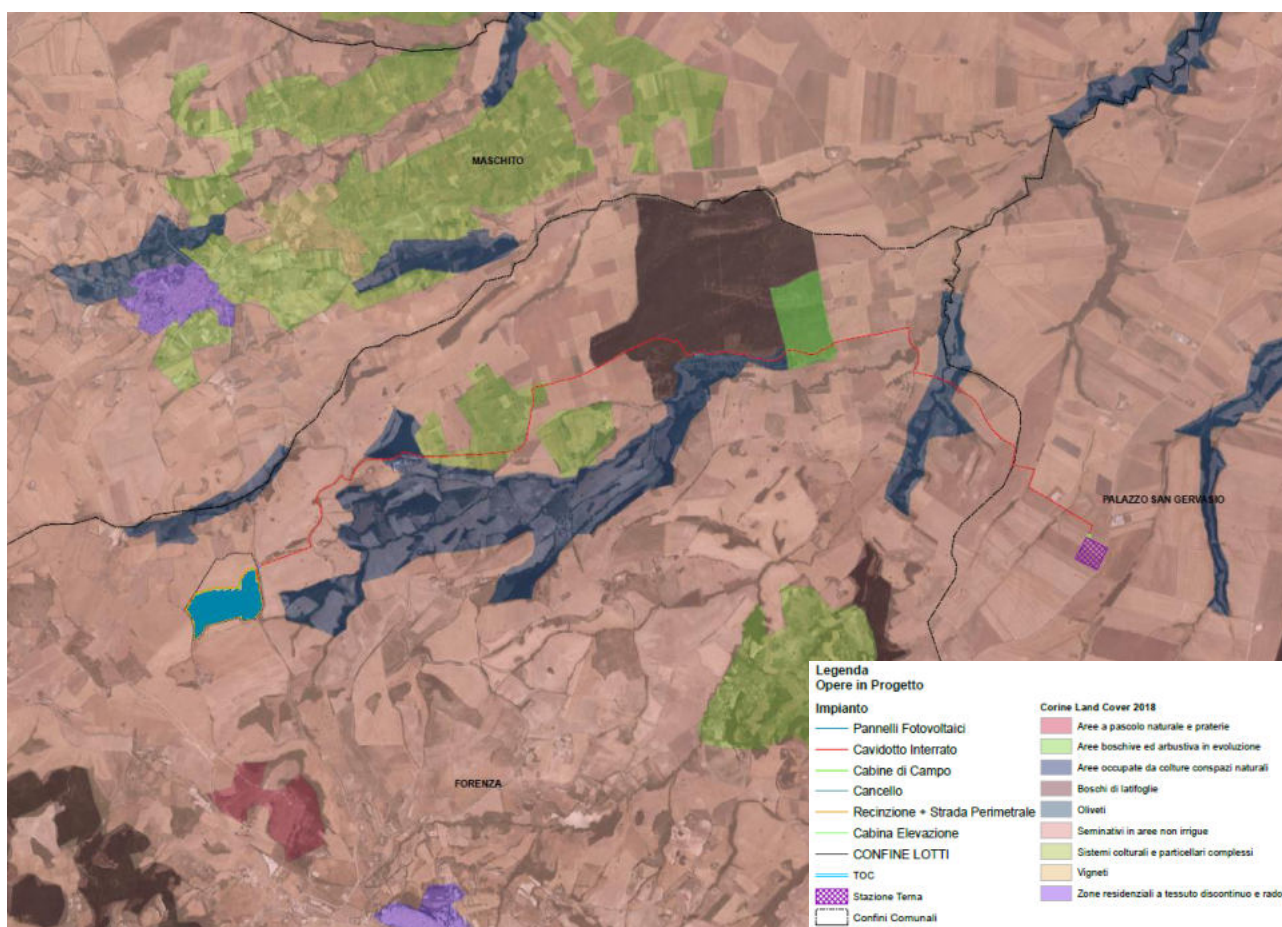 MASCHITO
PALAZZO SAN GERVASIO
FORENZA
Legenda
Opere in Progetto
Impianto
Pannelli Fotovoltaici
Cavidotto Interrato
Cabine di Campo
Cancello
Recinzione + Strada Perimetrale
Cabina Elevazione
CONFINE LOTTI
TOC
Stazione Terna
Confini Comunali
Corine Land Cover 2018
Aree a pascolo naturale e praterie
Aree boschive ed arbustiva in evoluzione
Aree occupate da colture conspazi naturali
Boschi di latifoglie
Oliveti
Seminativi in aree non irrigue
Sistemi colturali e particellari complessi
Vigneti
Zone residenziali a tessuto discontinuo e rado